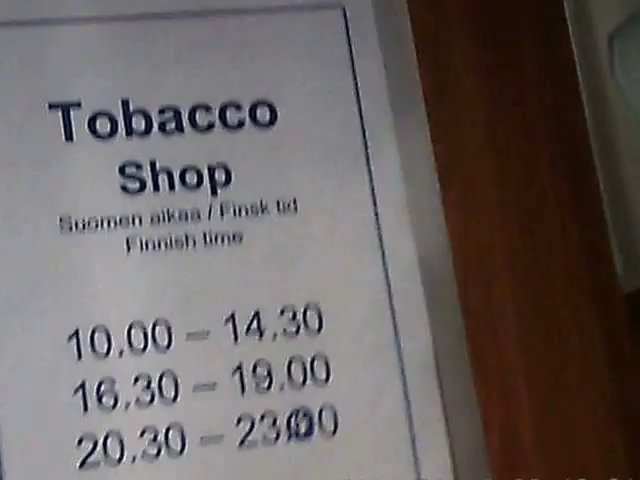 Tobacco
Shop
Suomen aikaa / Finsk tid
Finnish time
10.00 – 14.30
16.30 – 19.00
20.30 – 23.00